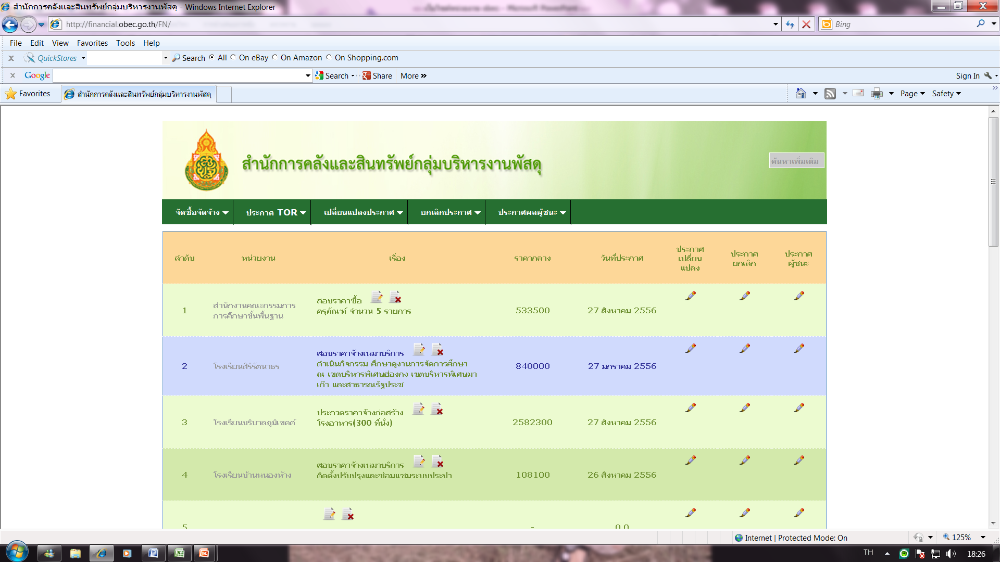 สำนักการคลังและสินทรัพย์กลุ่มบริหารงานพัสดุ - Windows Internet Explorer
http://financial.obec.go.th/FN/
Bing
File Edit View Favorites Tools Help
x QuickStores Search All On eBay On Amazon On Shopping.com
x Google Search Share More » Sign In
Favorites สำนักการคลังและสินทรัพย์กลุ่มบริหารงานพัสดุ Page Safety »
สำนักการคลังและสินทรัพย์กลุ่มบริหารงานพัสดุ
ค้นหาเพิ่มเติม
จัดซื้อจัดจ้าง ประกาศ TOR เปลี่ยนแปลงประกาศ ยกเลิกประกาศ ประกาศผลผู้ชนะ
ลำดับ หน่วยงาน เรื่อง ราคากลาง วันที่ประกาศ
ประกาศ
เปลี่ยน
แปลง
ประกาศ
ยกเลิก
ประกาศ
ผู้ชนะ
1
สำนักงานคณะกรรมการ
การศึกษาขั้นพื้นฐาน
สอบราคาซื้อ
ครุภัณฑ์ จำนวน 5 รายการ
533500 27 สิงหาคม 2556
2 โรงเรียนสิริรัตนาธร
สอบราคาจ้างเหมาบริการ
ดำเนินกิจกรรม ศึกษาดูงานการจัดการศึกษา
ณ เขตบริหารพิเศษฮ่องกง เขตบริหารพิเศษมา
เก๊า และสาธารณรัฐประช
840000 27 มกราคม 2556
3 โรงเรียนบริบาลภูมิเขตต์
ประกวดราคาจ้างก่อสร้าง
โรงอาหาร(300 ที่นั่ง)
2582300 27 สิงหาคม 2556
4 โรงเรียนบ้านหนองห้าง
สอบราคาจ้างเหมาบริการ
ติดตั้งปรับปรุงและซ่อมแซมระบบประปา
108100 26 สิงหาคม 2556
5 - 0 0
Internet | Protected Mode: On 125%
TH 18:26